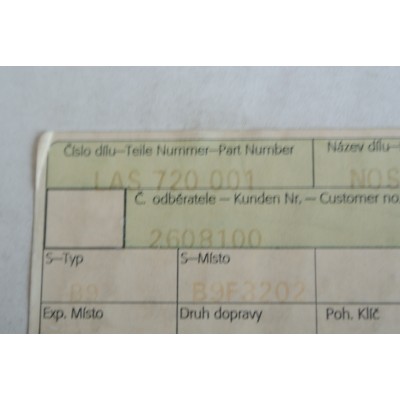 Číslo dílu—Teile Nummer—Part Number Název dílu—
LAS 720 001 NOS
Č. odběratele — Kunden Nr. — Customer no.
2608100
S—Typ S—Místo
89 B9F3202
Exp. Místo Druh dopravy Poh. Klíč